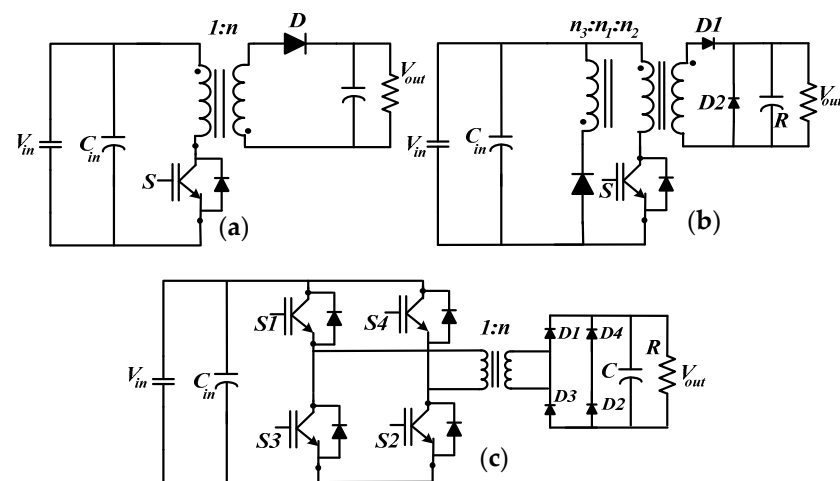 1:n
D
V_in
C_in
S
V_out
(a)
n_3:n_1:n_2
D1
D2
V_in
C_in
S
R
V_out
(b)
V_in
C_in
S1
S4
S3
S2
1:n
D1
D4
D3
D2
C
R
V_out
(c)